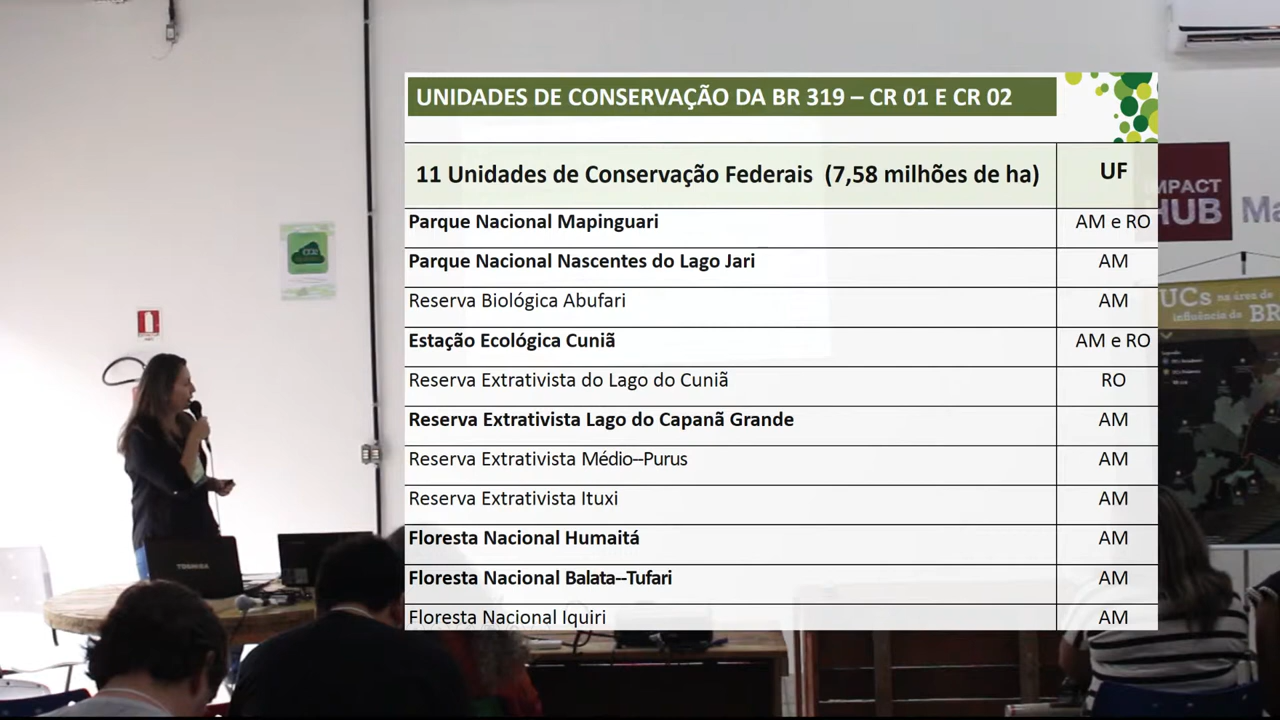 UNIDADES DE CONSERVAÇÃO DA BR 319 – CR 01 E CR 02
11 Unidades de Conservação Federais (7,58 milhões de ha) UF
Parque Nacional Mapinguari AM e RO
Parque Nacional Nascentes do Lago Jari AM
Reserva Biológica Abufari AM
Estação Ecológica Cuniã AM e RO
Reserva Extrativista do Lago do Cuniã RO
Reserva Extrativista Lago do Capanã Grande AM
Reserva Extrativista Médio--Purus AM
Reserva Extrativista Ituxi AM
Floresta Nacional Humaitá AM
Floresta Nacional Balata--Tufari AM
Floresta Nacional Iquiri AM
IMPACT
HUB Ma
UCs na área de
influência da BR
TOSHIBA